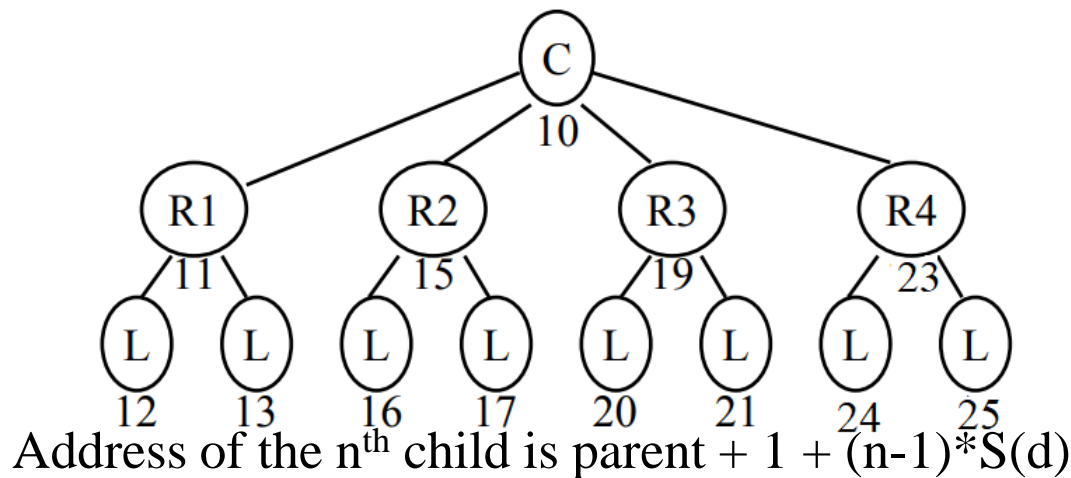 C
10
R1 R2 R3 R4
11 15 19 23
L L L L L L L L
12 13 16 17 20 21 24 25
Address of the nth child is parent + 1 + (n-1)*S(d)